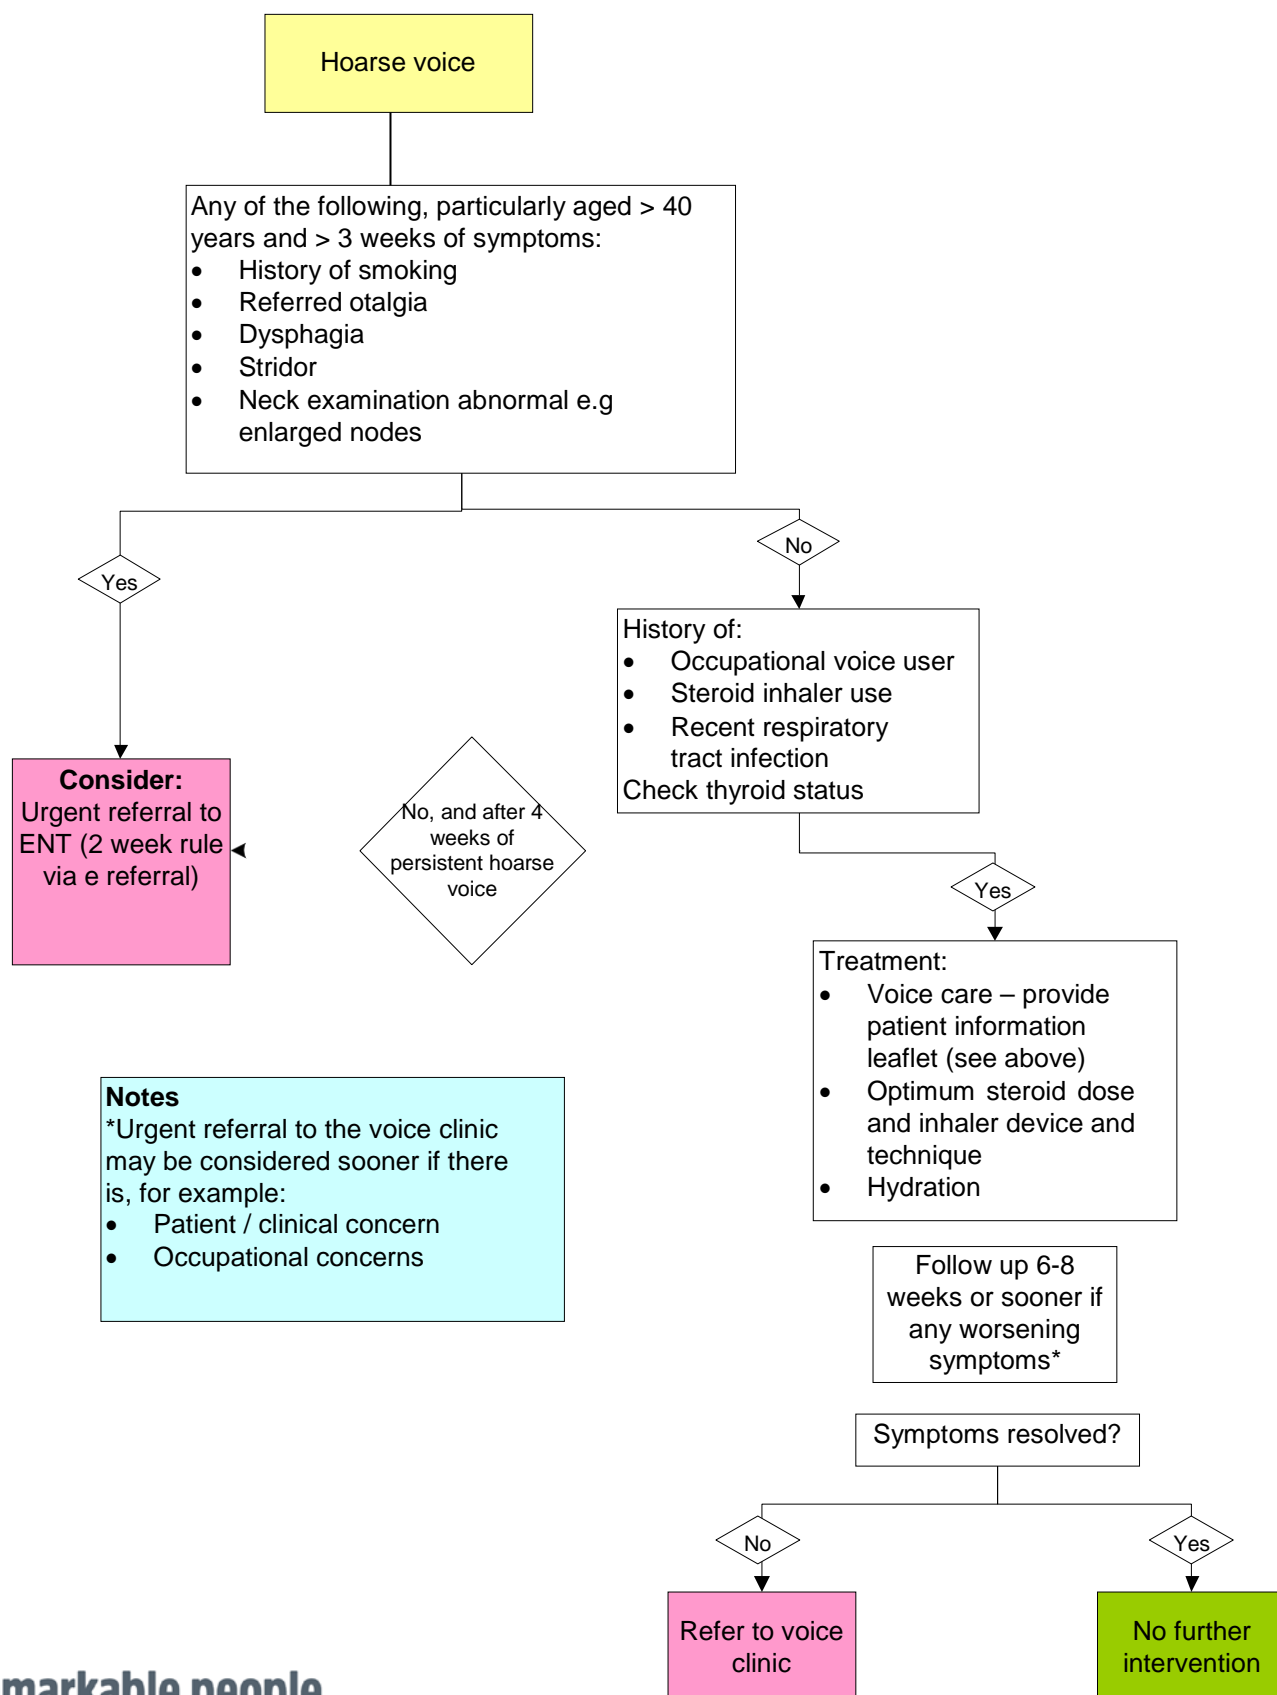 Hoarse voice
Any of the following, particularly aged > 40
years and > 3 weeks of symptoms:
• History of smoking
• Referred otalgia
• Dysphagia
• Stridor
• Neck examination abnormal e.g
enlarged nodes
Yes
No
History of:
• Occupational voice user
• Steroid inhaler use
• Recent respiratory
tract infection
Check thyroid status
Consider:
Urgent referral to
ENT (2 week rule
via e referral)
No, and after 4
weeks of
persistent hoarse
voice
Yes
Treatment:
• Voice care – provide
patient information
leaflet (see above)
• Optimum steroid dose
and inhaler device and
technique
• Hydration
Notes
*Urgent referral to the voice clinic
may be considered sooner if there
is, for example:
• Patient / clinical concern
• Occupational concerns
Follow up 6-8
weeks or sooner if
any worsening
symptoms*
Symptoms resolved?
No
Yes
Refer to voice
clinic
No further
intervention
markable people